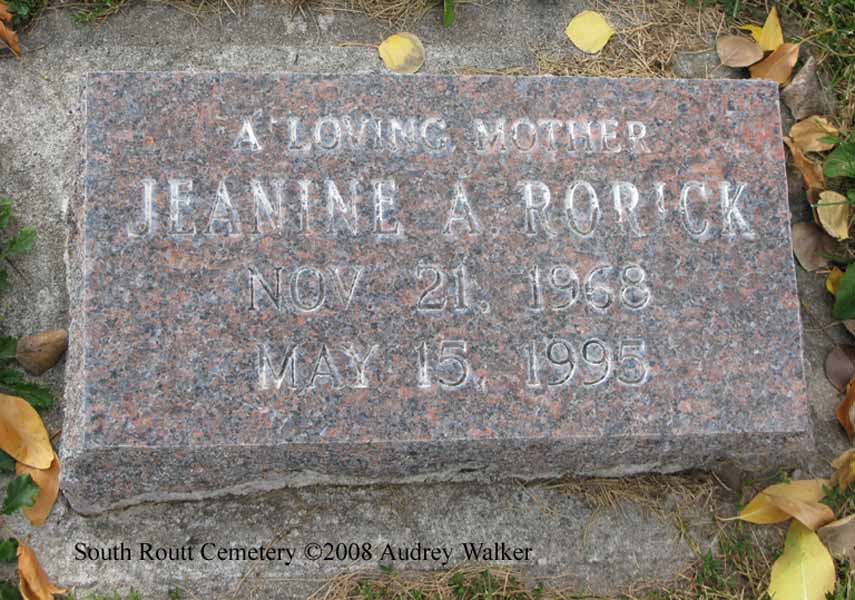 A LOVING MOTHER
JEANINE A. RORICK
NOV. 21, 1968
MAY 15, 1995
South Routt Cemetery ©2008 Audrey Walker